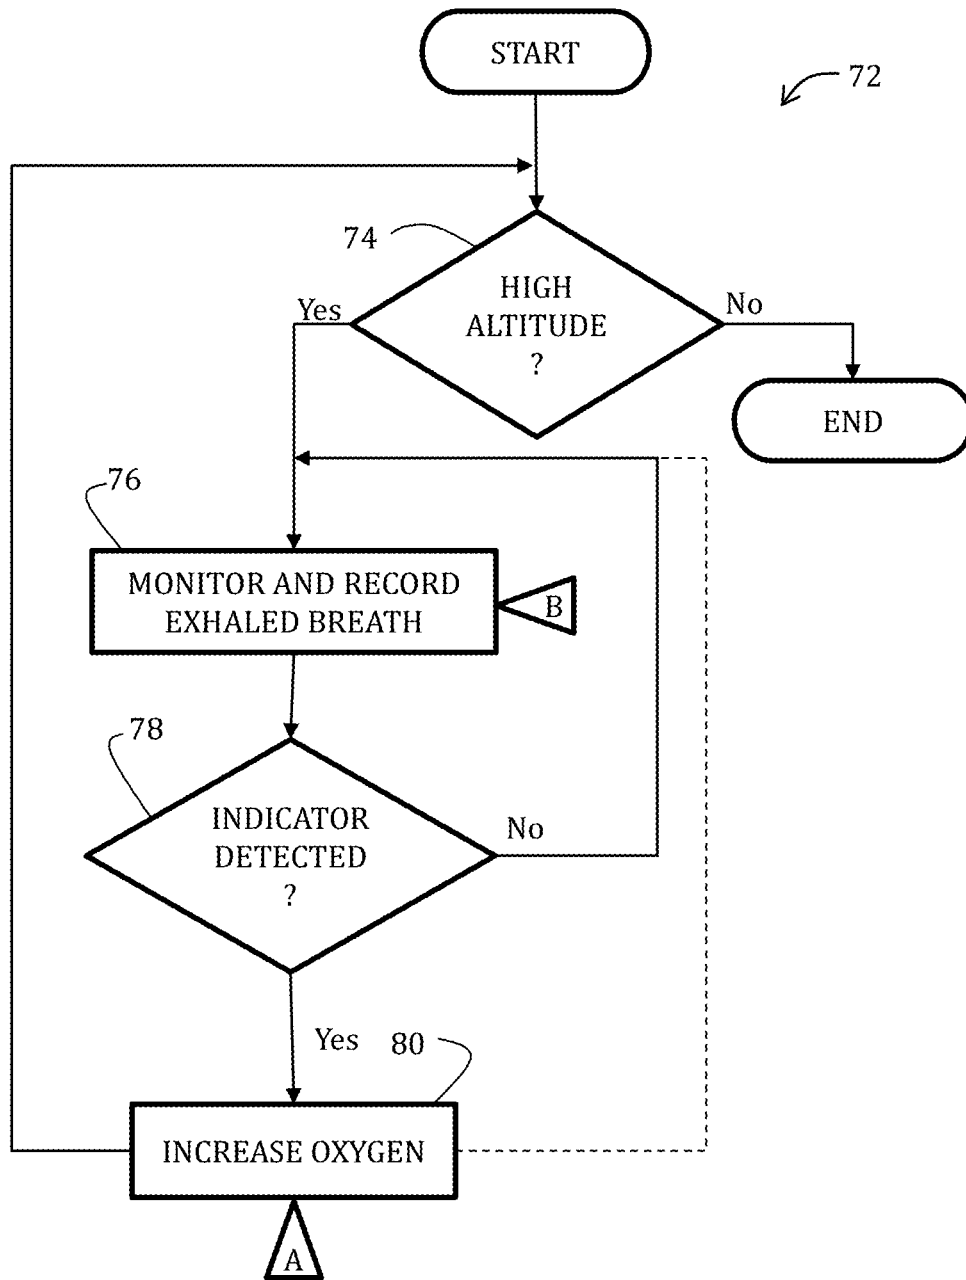 START
72
74
HIGH
ALTITUDE
?
Yes
No
END
76
MONITOR AND RECORD
EXHALED BREATH
B
78
INDICATOR
DETECTED
?
No
Yes
80
INCREASE OXYGEN
A